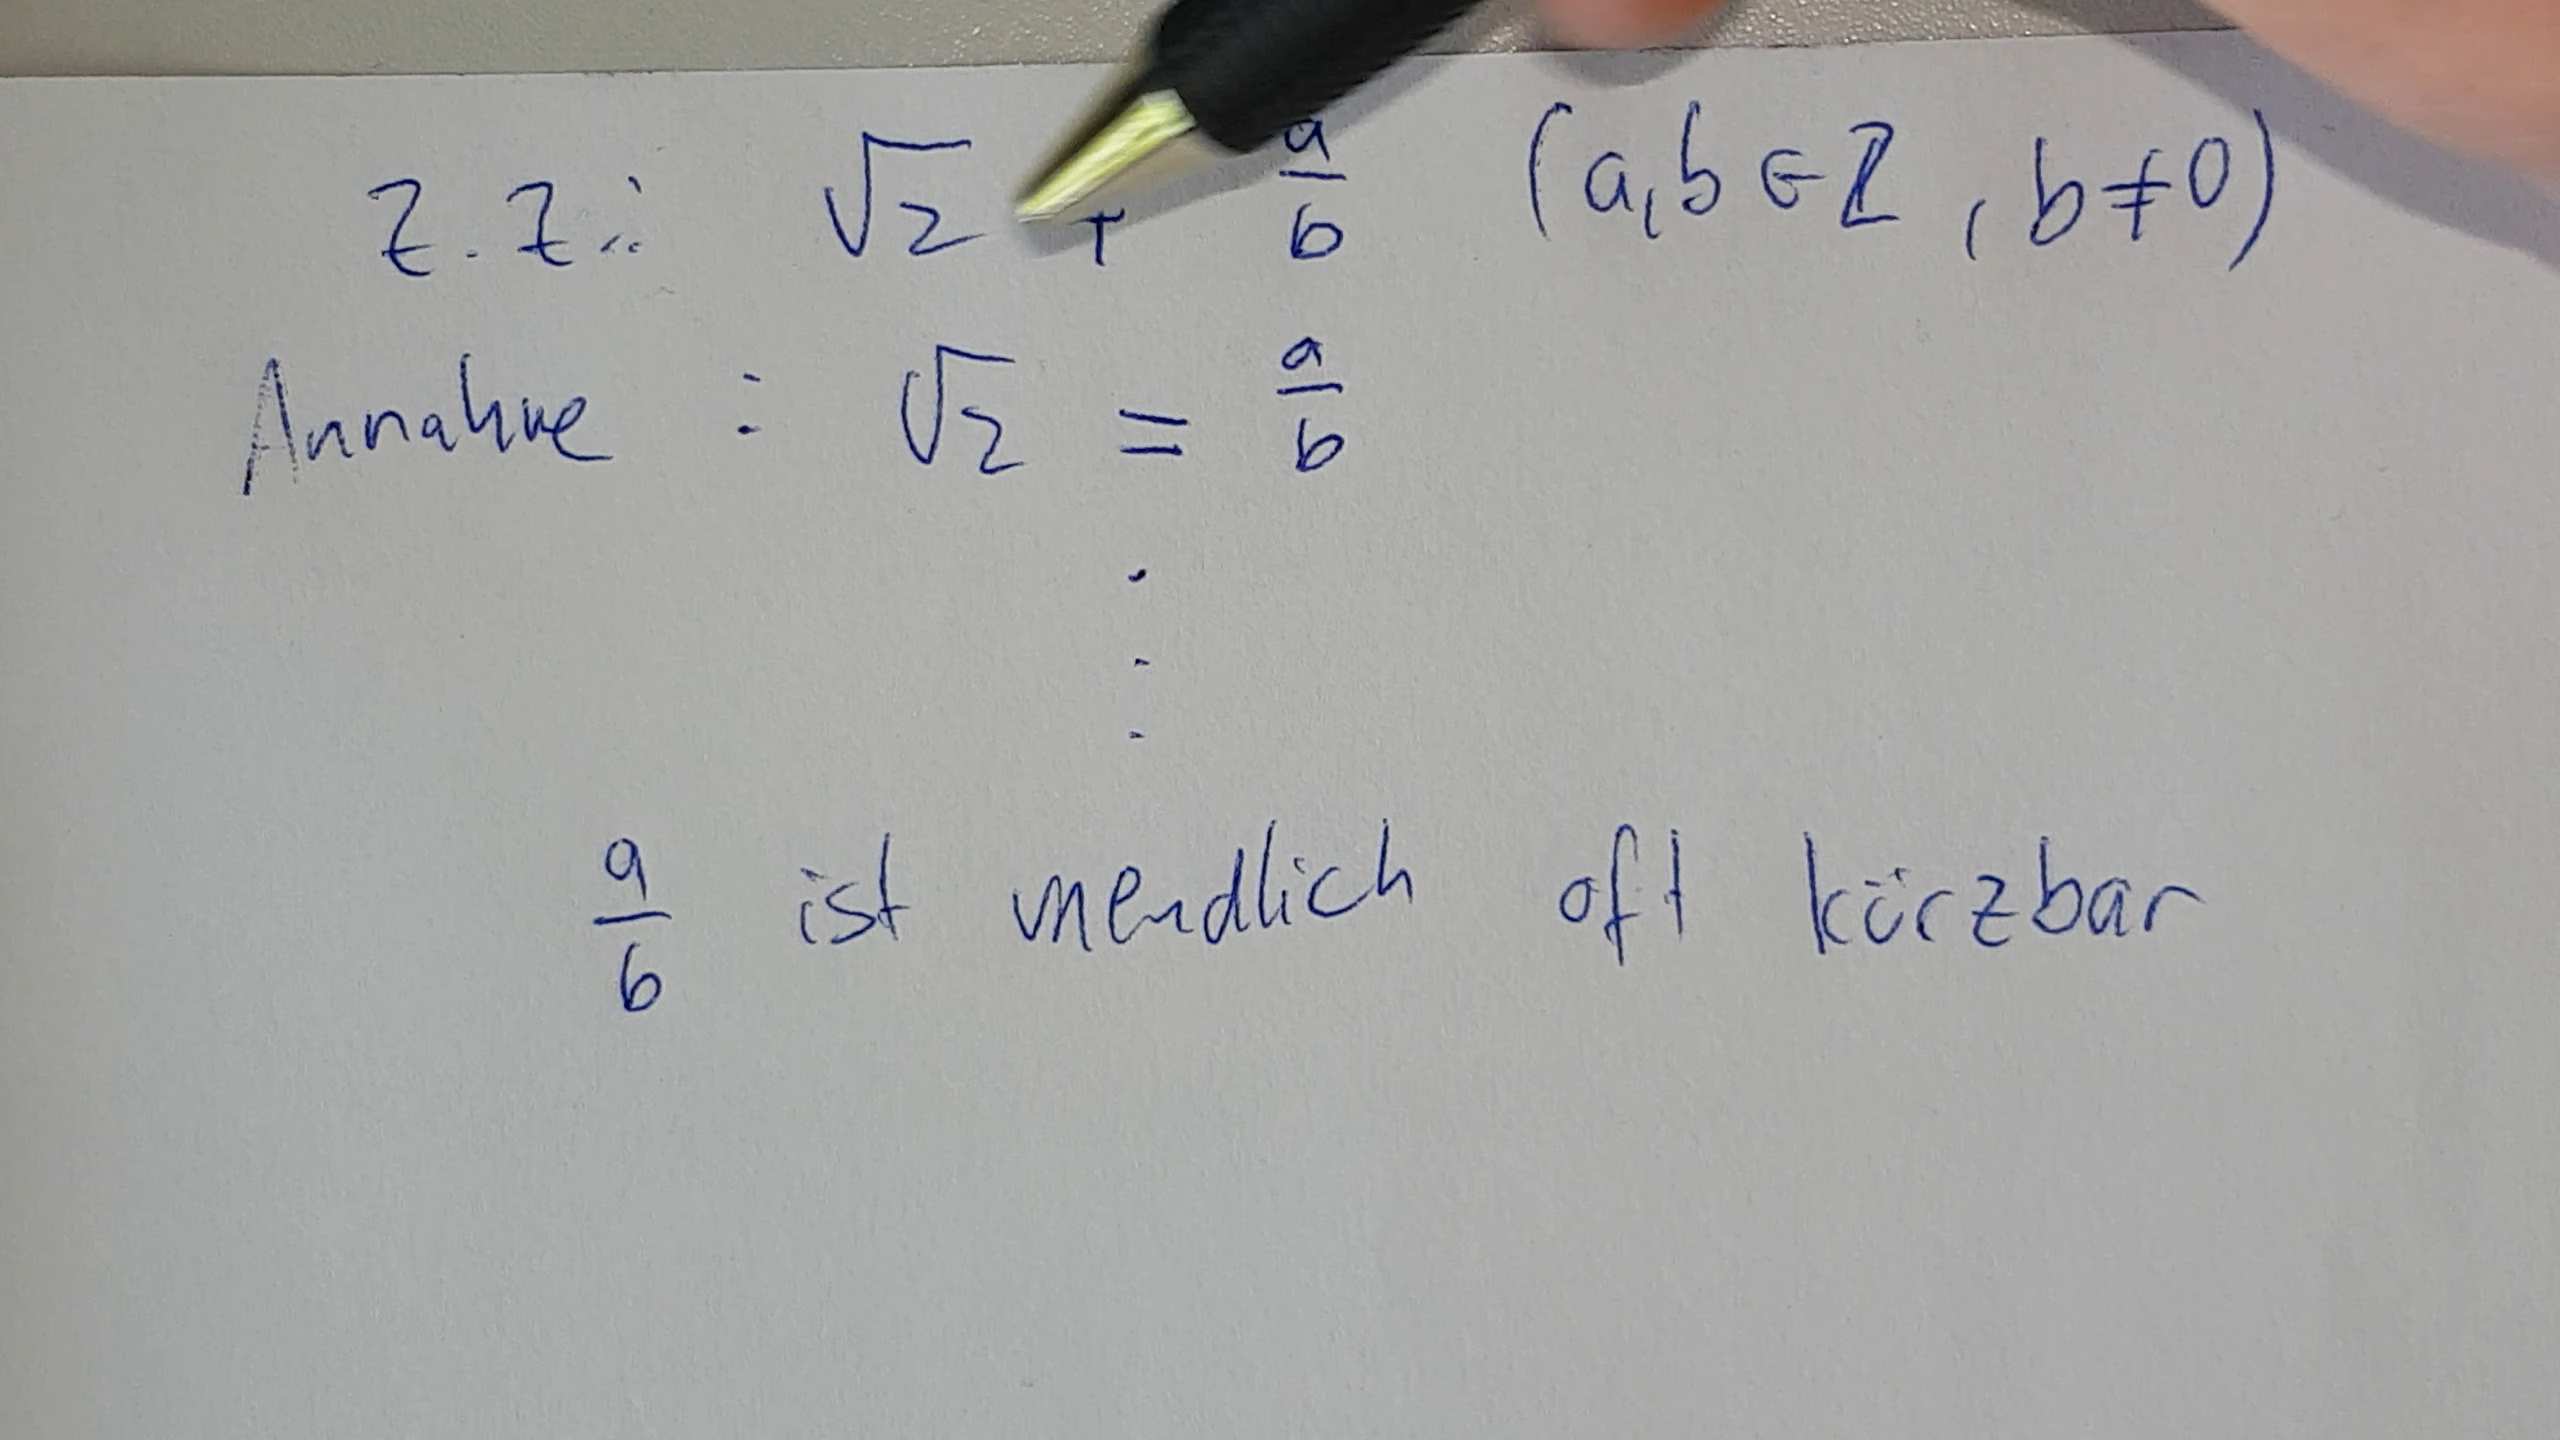 Z.Z.: √2 ≠ a/b (a,b ∈ ℤ, b≠0)
Annahme : √2 = a/b
.
.
.
a/b ist unendlich oft kürzbar